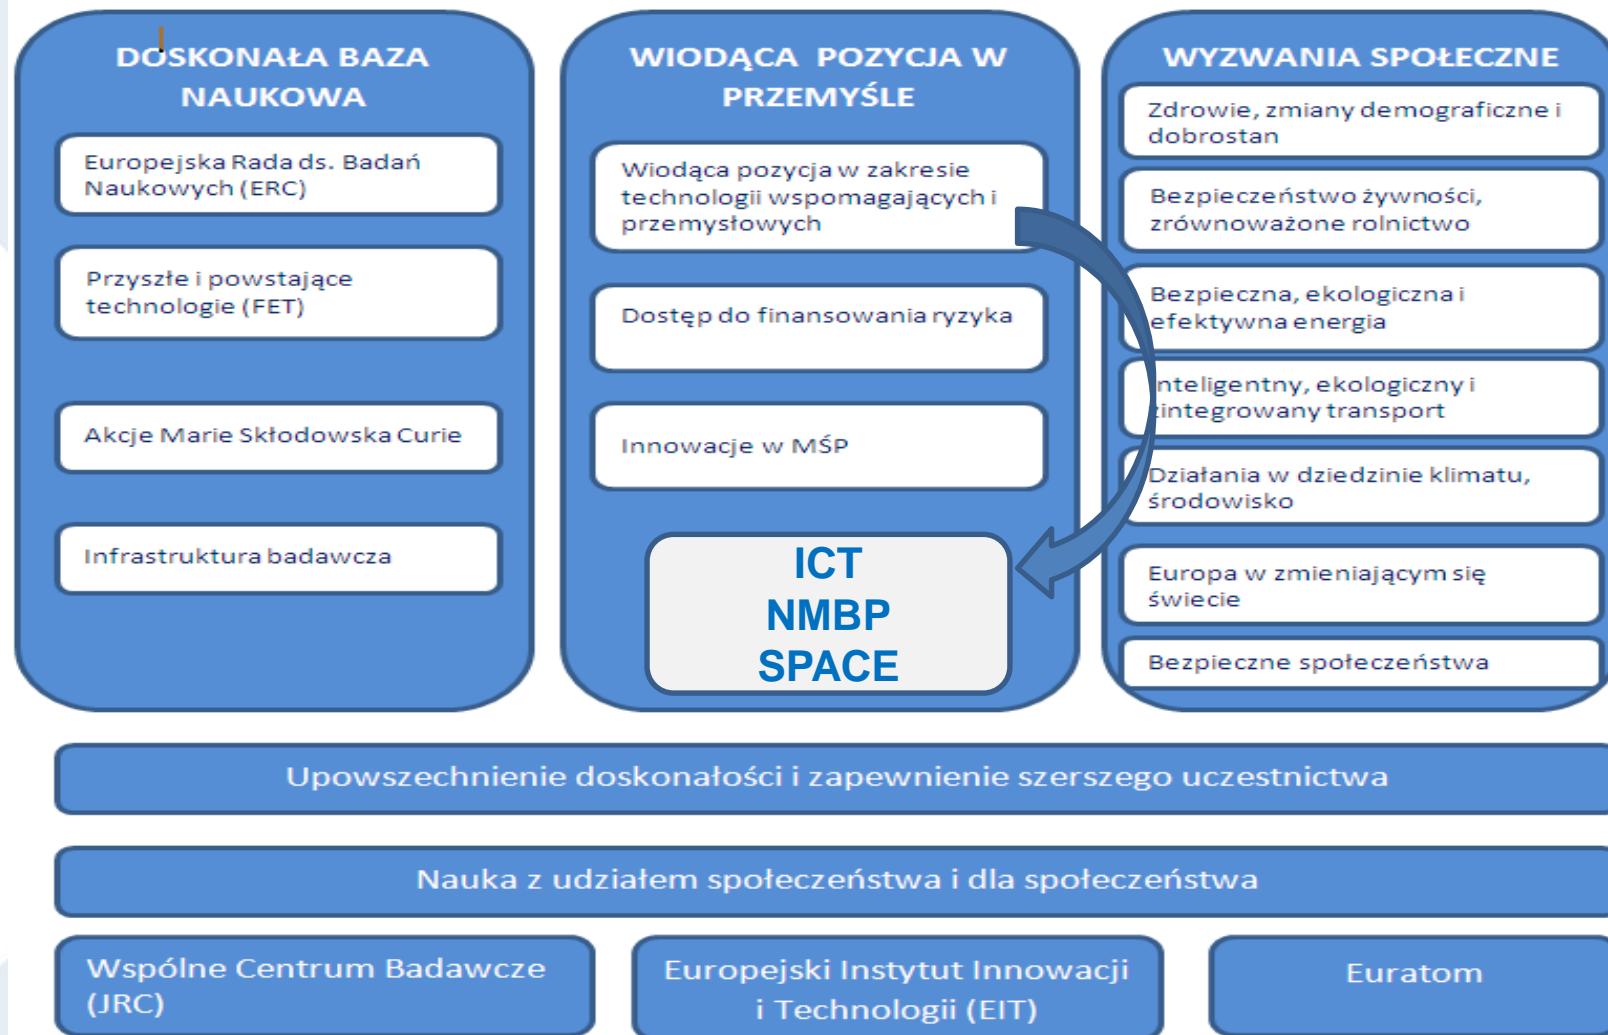 DOSKONAŁA BAZA
NAUKOWA
Europejska Rada ds. Badań
Naukowych (ERC)
Przyszłe i powstające
technologie (FET)
Akcje Marie Skłodowska Curie
Infrastruktura badawcza
WIODĄCA POZYCJA W
PRZEMYŚLE
Wiodąca pozycja w zakresie
technologii wspomagających i
przemysłowych
Dostęp do finansowania ryzyka
Innowacje w MŚP
ICT
NMBP
SPACE
WYZWANIA SPOŁECZNE
Zdrowie, zmiany demograficzne i
dobrostan
Bezpieczeństwo żywności,
zrównoważone rolnictwo
Bezpieczna, ekologiczna i
efektywna energia
Inteligentny, ekologiczny i
zintegrowany transport
Działania w dziedzinie klimatu,
środowisko
Europa w zmieniającym się
świecie
Bezpieczne społeczeństwa
Upowszechnienie doskonałości i zapewnienie szerszego uczestnictwa
Nauka z udziałem społeczeństwa i dla społeczeństwa
Wspólne Centrum Badawcze
(JRC)
Europejski Instytut Innowacji
i Technologii (EIT)
Euratom